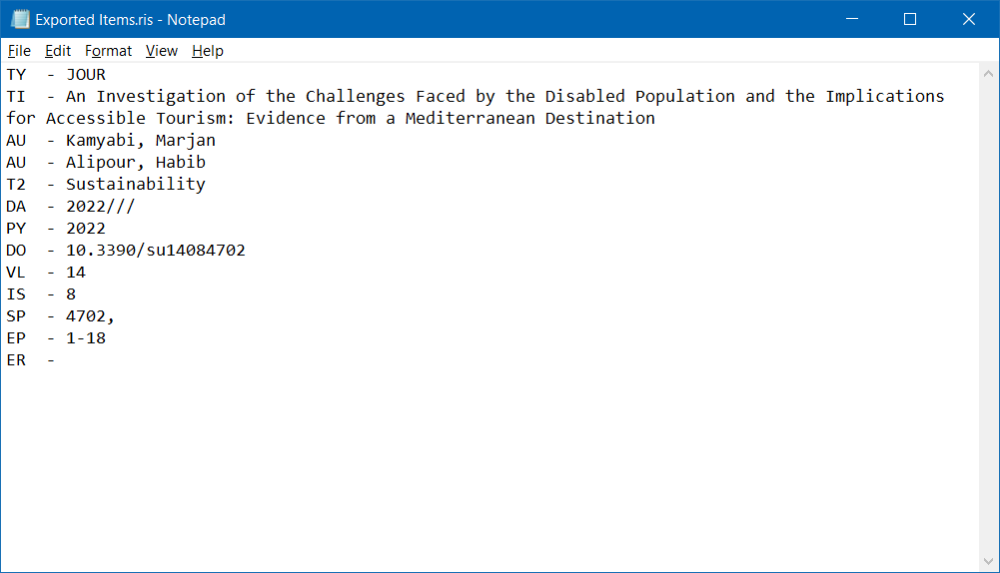 Exported Items.ris - Notepad
File Edit Format View Help
TY  - JOUR
TI  - An Investigation of the Challenges Faced by the Disabled Population and the Implications
for Accessible Tourism: Evidence from a Mediterranean Destination
AU  - Kamyabi, Marjan
AU  - Alipour, Habib
T2  - Sustainability
DA  - 2022///
PY  - 2022
DO  - 10.3390/su14084702
VL  - 14
IS  - 8
SP  - 4702,
EP  - 1-18
ER  -